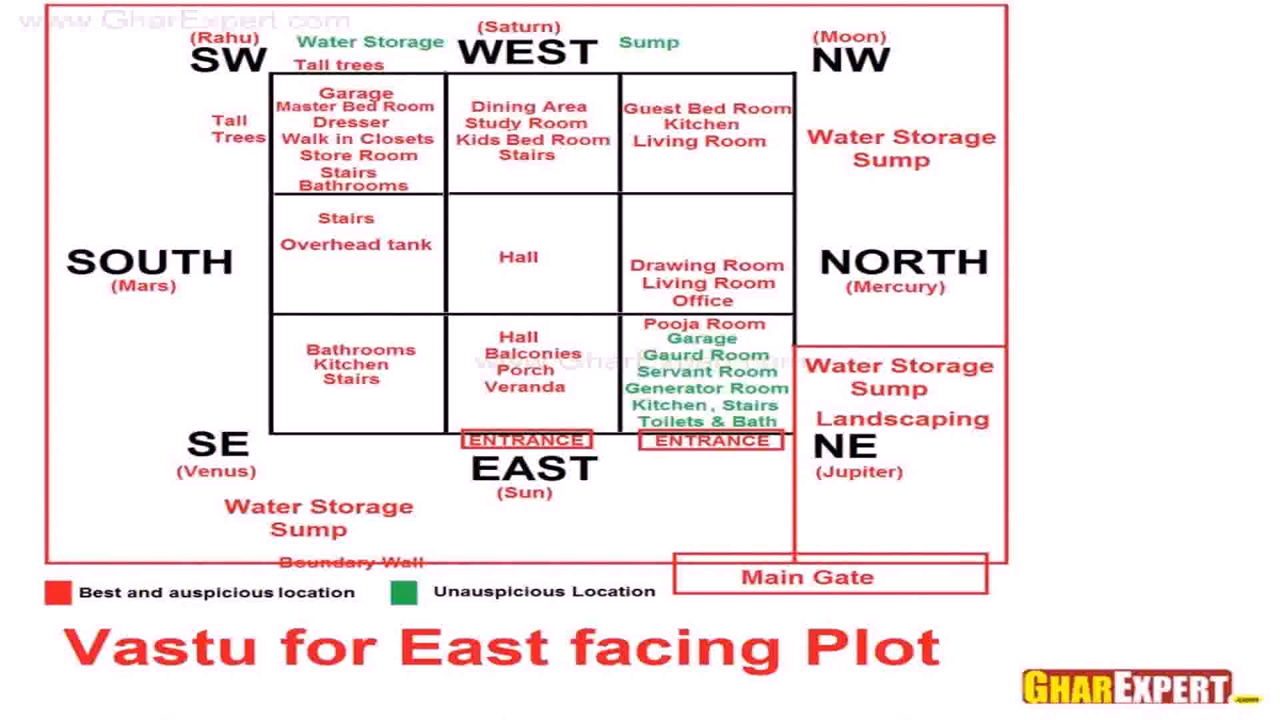 www.GharExpert.com
(Rahu)
SW
Water Storage
(Saturn)
WEST
Sump
(Moon)
NW
Tall trees
Tall
Trees
Garage
Master Bed Room
Dresser
Walk in Closets
Store Room
Stairs
Bathrooms
Dining Area
Study Room
Kids Bed Room
Stairs
Guest Bed Room
Kitchen
Living Room
Water Storage
Sump
SOUTH
(Mars)
Stairs
Overhead tank
Hall
Drawing Room
Living Room
Office
NORTH
(Mercury)
Bathrooms
Kitchen
Stairs
Hall
Balconies
Porch
Veranda
Pooja Room
Garage
Gaurd Room
Servant Room
Generator Room
Kitchen , Stairs
Toilets & Bath
Water Storage
Sump
Landscaping
SE
(Venus)
ENTRANCE
ENTRANCE
EAST
(Sun)
NE
(Jupiter)
Water Storage
Sump
Boundary Wall
Main Gate
Best and auspicious location
Unauspicious Location
Vastu for East facing Plot
GHAREXPERT